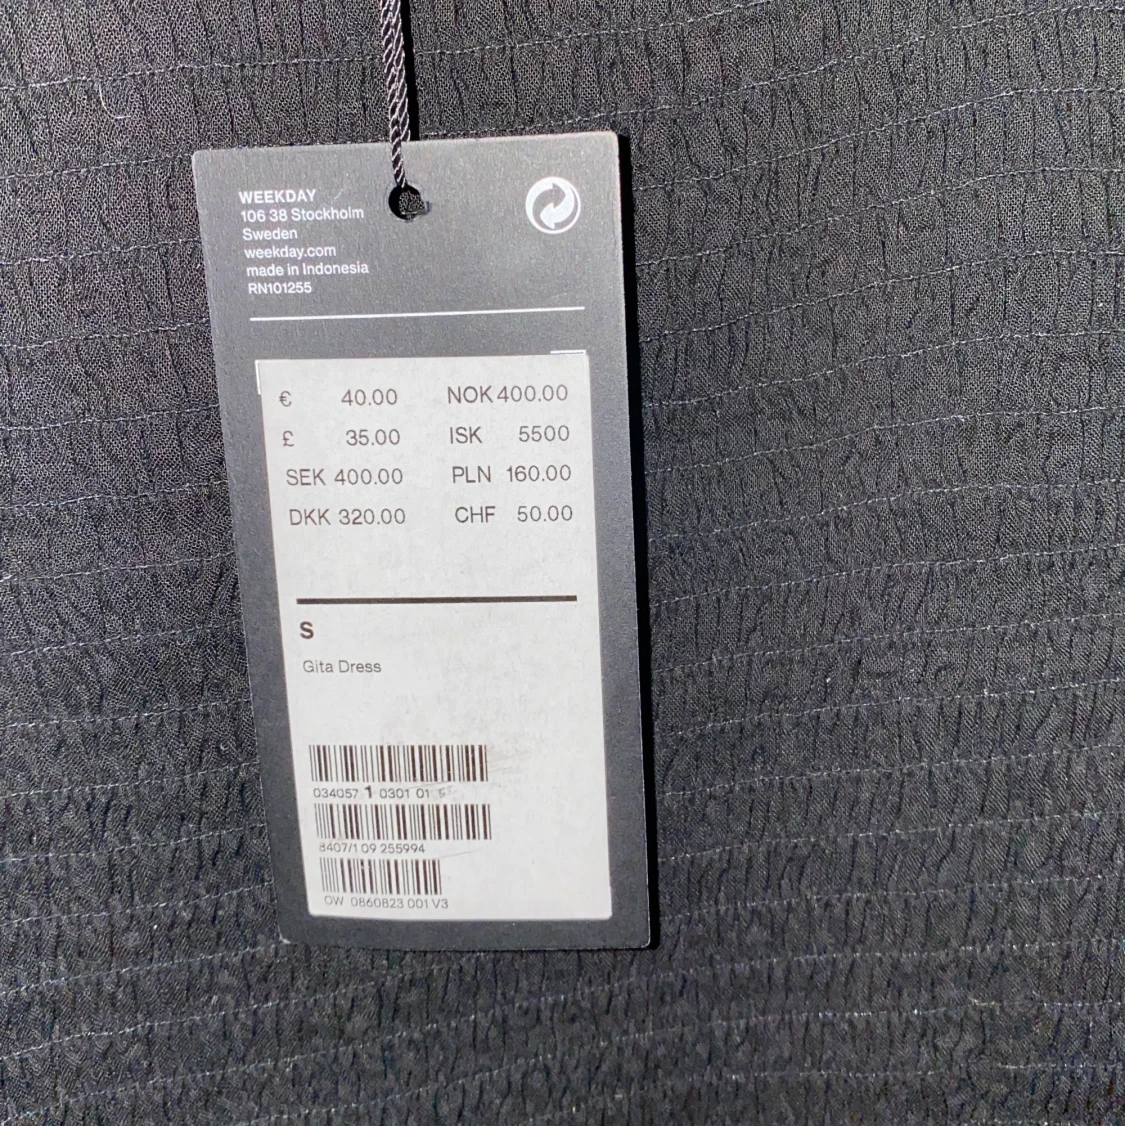 WEEKDAY
106 38 Stockholm
Sweden
weekday.com
made in Indonesia
RN101255
€ 40.00 NOK 400.00
£ 35.00 ISK 5500
SEK 400.00 PLN 160.00
DKK 320.00 CHF 50.00
S
Gita Dress
034057 1 0301 01
8407/1 09 255994
OW 0860823 001 V3